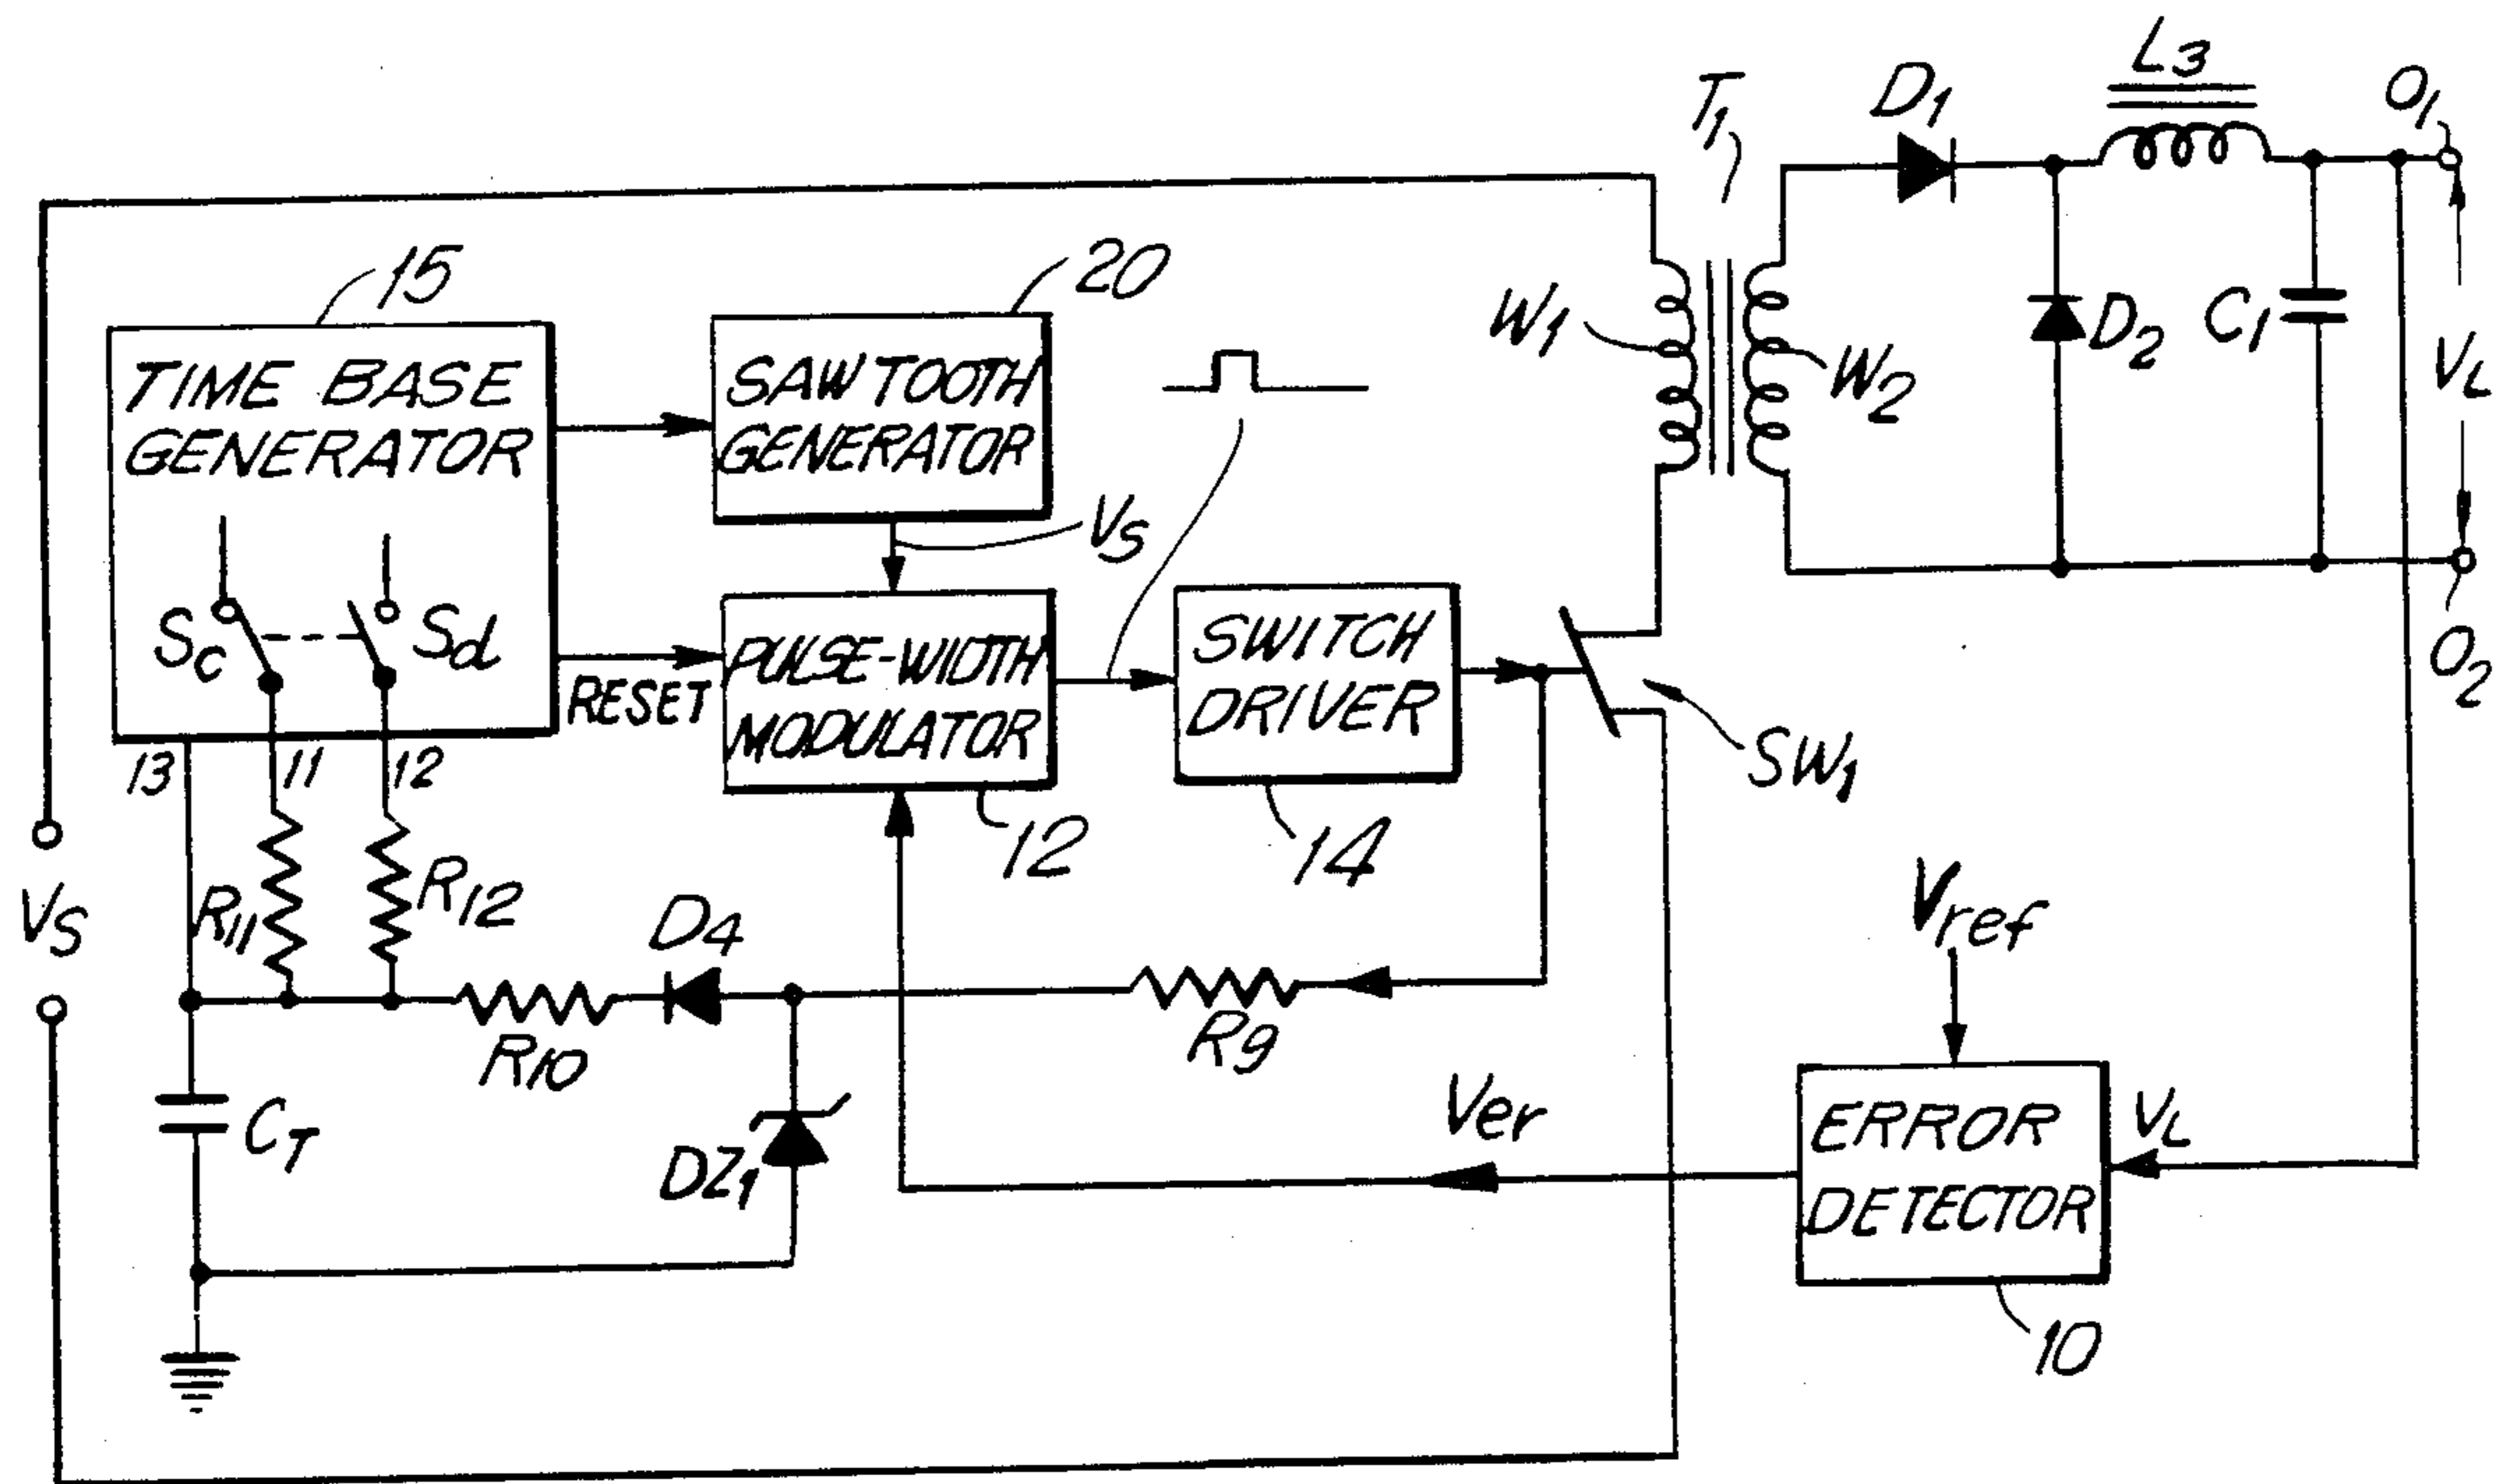 L3
T1
D1
O1
15
20
TIME BASE
GENERATOR
SAWTOOTH
GENERATOR
W1
W2
D2
C1
VL
VS
Sc
Sd
RESET
PULSE-WIDTH
MODULATOR
SWITCH
DRIVER
SW1
O2
13
11
12
12
14
VS
R11
R12
D4
Vref
R10
R9
CT
DZ1
Ver
ERROR
DETECTOR
VL
10